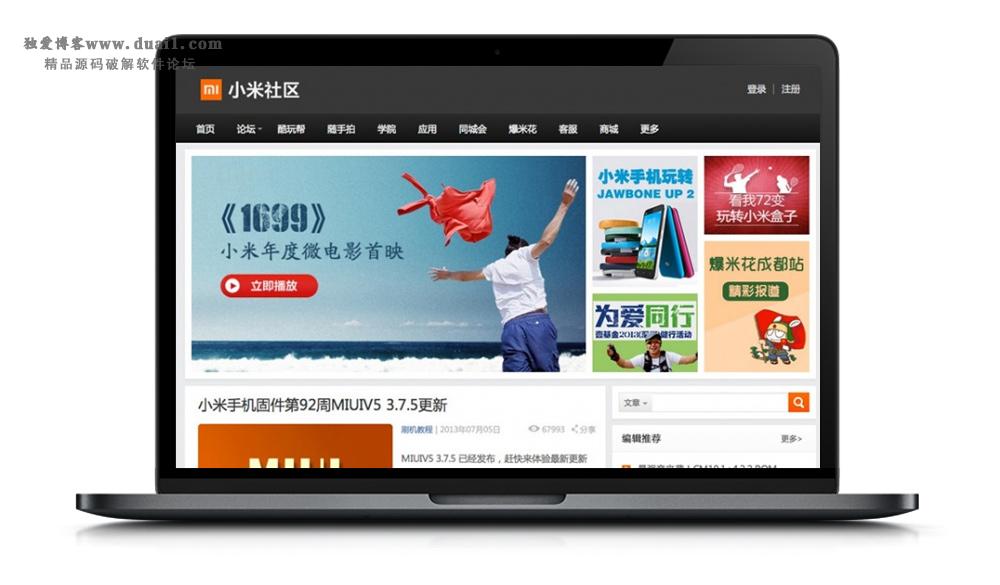 独爱博客www.duai1.com
精品源码破解软件论坛
小米社区
登录 | 注册
首页 论坛 酷玩帮 随手拍 学院 应用 同城会 爆米花 客服 商城 更多
《1699》
小米年度微电影首映
立即播放
小米手机玩转
JAWBONE UP 2
看我72变
玩转小米盒子
为爱同行
爆米花成都站
精彩报道
小米手机固件第92周MIUIV5 3.7.5更新
刷机教程 | 2013年07月05日 67993 分享
MIUI
MIUIV5 3.7.5 已经发布，赶快来体验最新更新
文章
编辑推荐 更多>